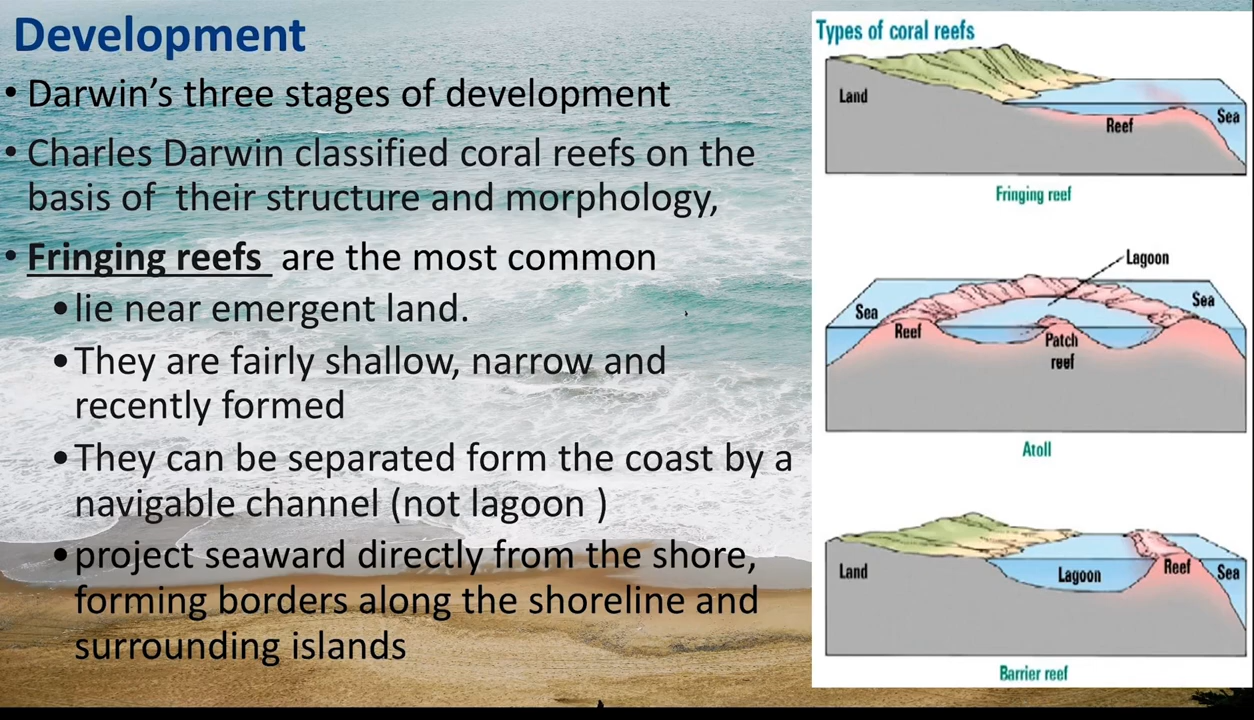 Development
• Darwin’s three stages of development
• Charles Darwin classified coral reefs on the
basis of their structure and morphology,
• Fringing reefs are the most common
• lie near emergent land.
• They are fairly shallow, narrow and
recently formed
• They can be separated form the coast by a
navigable channel (not lagoon )
• project seaward directly from the shore,
forming borders along the shoreline and
surrounding islands
Types of coral reefs
Land
Reef
Sea
Fringing reef
Lagoon
Sea
Sea
Reef
Patch
reef
Atoll
Land
Lagoon
Reef
Sea
Barrier reef